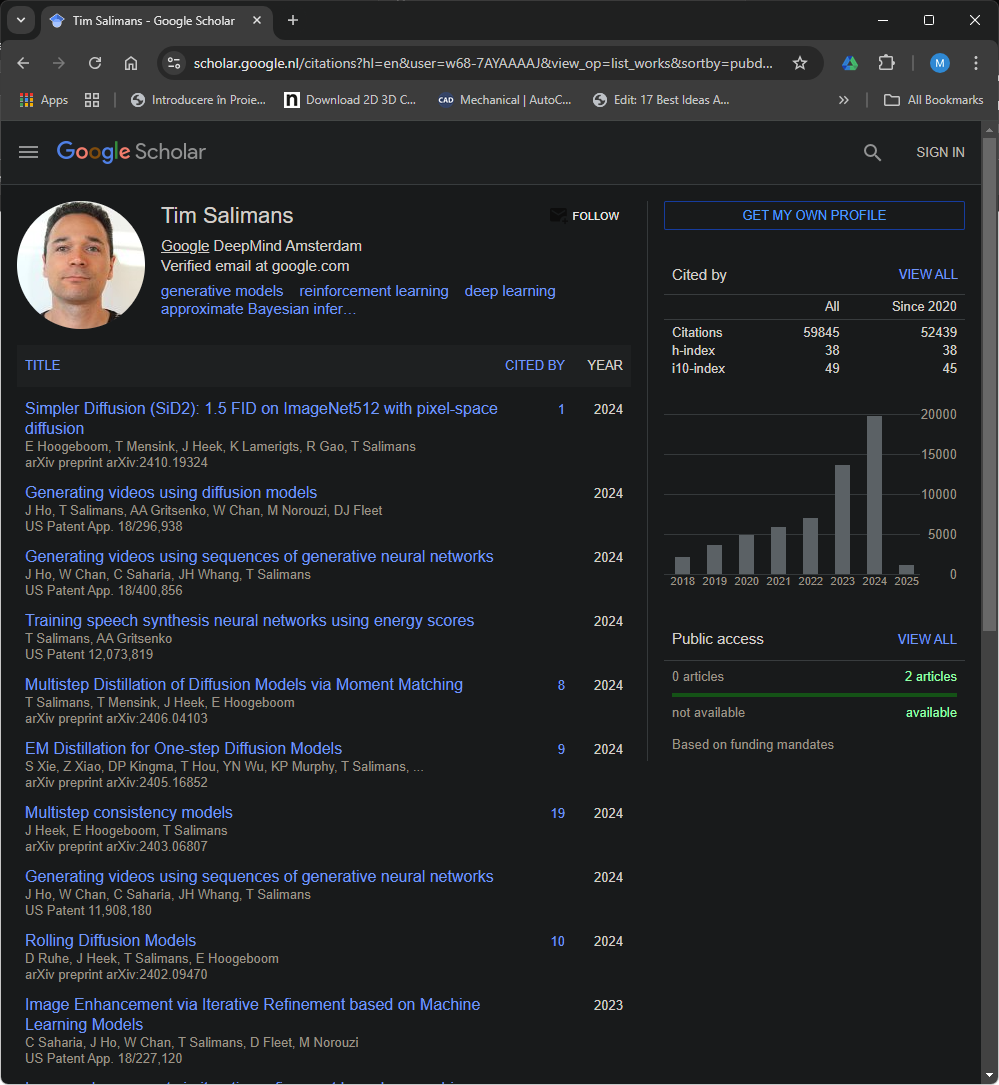 Tim Salimans - Google Scholar
scholar.google.nl/citations?hl=en&user=w68-7AYAAAAJ&view_op=list_works&sortby=pubd...
M
Apps
Introducere în Proie...
n
Download 2D 3D C...
CAD
Mechanical | AutoC...
Edit: 17 Best Ideas A...
All Bookmarks
Google Scholar
SIGN IN
Tim Salimans
FOLLOW
Google DeepMind Amsterdam
Verified email at google.com
generative models reinforcement learning deep learning
approximate Bayesian infer…
TITLE CITED BY YEAR
Simpler Diffusion (SiD2): 1.5 FID on ImageNet512 with pixel-space 1 2024
diffusion
E Hoogeboom, T Mensink, J Heek, K Lamerigts, R Gao, T Salimans
arXiv preprint arXiv:2410.19324
Generating videos using diffusion models 2024
J Ho, T Salimans, AA Gritsenko, W Chan, M Norouzi, DJ Fleet
US Patent App. 18/296,938
Generating videos using sequences of generative neural networks 2024
J Ho, W Chan, C Saharia, JH Whang, T Salimans
US Patent App. 18/400,856
Training speech synthesis neural networks using energy scores 2024
T Salimans, AA Gritsenko
US Patent 12,073,819
Multistep Distillation of Diffusion Models via Moment Matching 8 2024
T Salimans, T Mensink, J Heek, E Hoogeboom
arXiv preprint arXiv:2406.04103
EM Distillation for One-step Diffusion Models 9 2024
S Xie, Z Xiao, DP Kingma, T Hou, YN Wu, KP Murphy, T Salimans, ...
arXiv preprint arXiv:2405.16852
Multistep consistency models 19 2024
J Heek, E Hoogeboom, T Salimans
arXiv preprint arXiv:2403.06807
Generating videos using sequences of generative neural networks 2024
J Ho, W Chan, C Saharia, JH Whang, T Salimans
US Patent 11,908,180
Rolling Diffusion Models 10 2024
D Ruhe, J Heek, T Salimans, E Hoogeboom
arXiv preprint arXiv:2402.09470
Image Enhancement via Iterative Refinement based on Machine 2023
Learning Models
C Saharia, J Ho, W Chan, T Salimans, D Fleet, M Norouzi
US Patent App. 18/227,120
GET MY OWN PROFILE
Cited by VIEW ALL
All Since 2020
Citations 59845 52439
h-index 38 38
i10-index 49 45
20000
15000
10000
5000
0
2018 2019 2020 2021 2022 2023 2024 2025
Public access VIEW ALL
0 articles 2 articles
not available available
Based on funding mandates